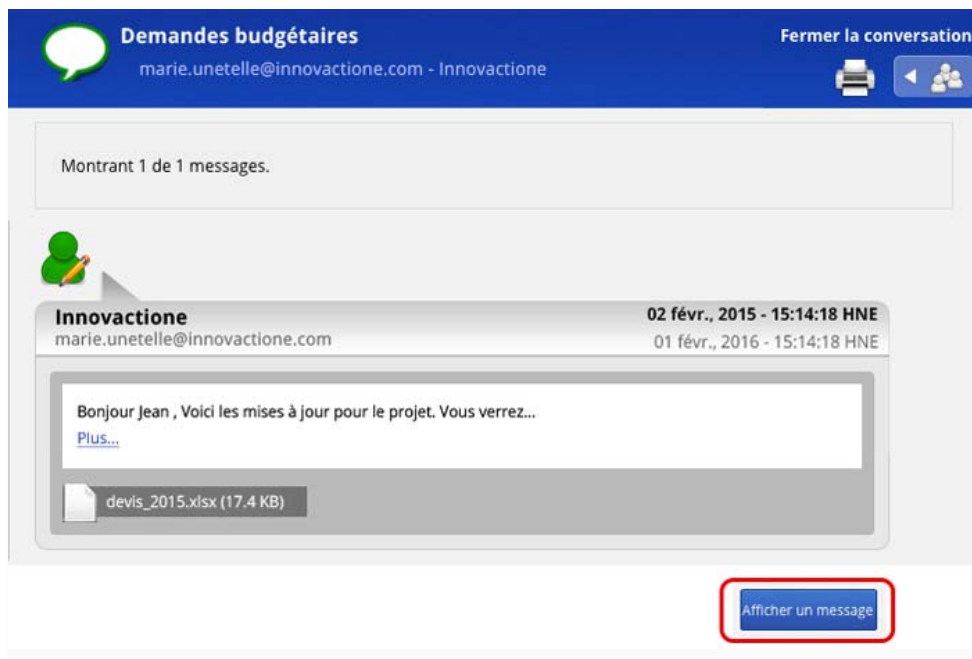 Demandes budgétaires
Fermer la conversation
marie.unetelle@innovactione.com - Innovactione
Montrant 1 de 1 messages.
Innovactione
02 févr., 2015 - 15:14:18 HNE
marie.unetelle@innovactione.com
01 févr., 2016 - 15:14:18 HNE
Bonjour Jean , Voici les mises à jour pour le projet. Vous verrez...
Plus...
devis_2015.xlsx (17.4 KB)
Afficher un message